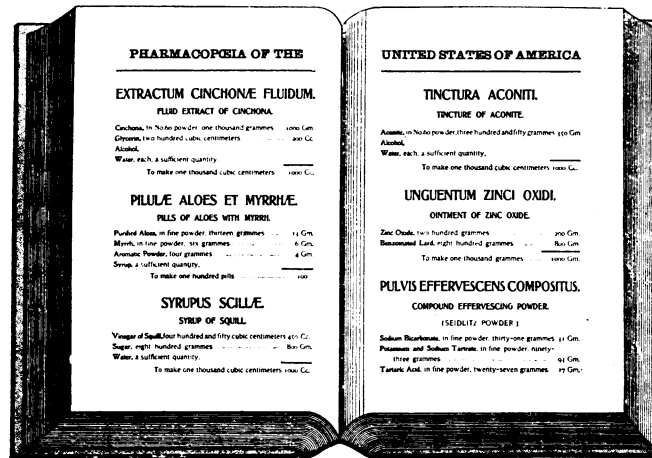 PHARMACOPŒIA OF THE
EXTRACTUM CINCHONÆ FLUIDUM.
FLUID EXTRACT OF CINCHONA.
Cinchona, in No. 60 powder one thousand grammes 1000 Gm.
Glycerin, two hundred cubic centimeters 200 Cc.
Alcohol,
Water, each, a sufficient quantity.
To make one thousand cubic centimeters 1000 Cc.
PILULÆ ALOES ET MYRRHÆ.
PILLS OF ALOES WITH MYRRH.
Purified Aloes, in fine powder, thirteen grammes 13 Gm.
Myrrh, in fine powder, six grammes 6 Gm.
Aromatic Powder, four grammes 4 Gm.
Syrup, a sufficient quantity,
To make one hundred pills 100
SYRUPUS SCILLÆ.
SYRUP OF SQUILL.
Vinegar of Squill, four hundred and fifty cubic centimeters 450 Cc.
Sugar, eight hundred grammes 800 Gm.
Water, a sufficient quantity,
To make one thousand cubic centimeters 1000 Cc.
UNITED STATES OF AMERICA
TINCTURA ACONITI.
TINCTURE OF ACONITE.
Aconite, in No. 60 powder, three hundred and fifty grammes 350 Gm.
Alcohol,
Water, each, a sufficient quantity,
To make one thousand cubic centimeters 1000 Cc.
UNGUENTUM ZINCI OXIDI.
OINTMENT OF ZINC OXIDE.
Zinc Oxide, two hundred grammes 200 Gm.
Benzoinated Lard, eight hundred grammes 800 Gm.
To make one thousand grammes 1000 Gm.
PULVIS EFFERVESCENS COMPOSITUS.
COMPOUND EFFERVESCING POWDER.
(SEIDLITZ POWDER)
Sodium Bicarbonate, in fine powder, thirty-one grammes 31 Gm.
Potassium and Sodium Tartrate, in fine powder, ninety-
three grammes 93 Gm.
Tartaric Acid, in fine powder, twenty-seven grammes 27 Gm.